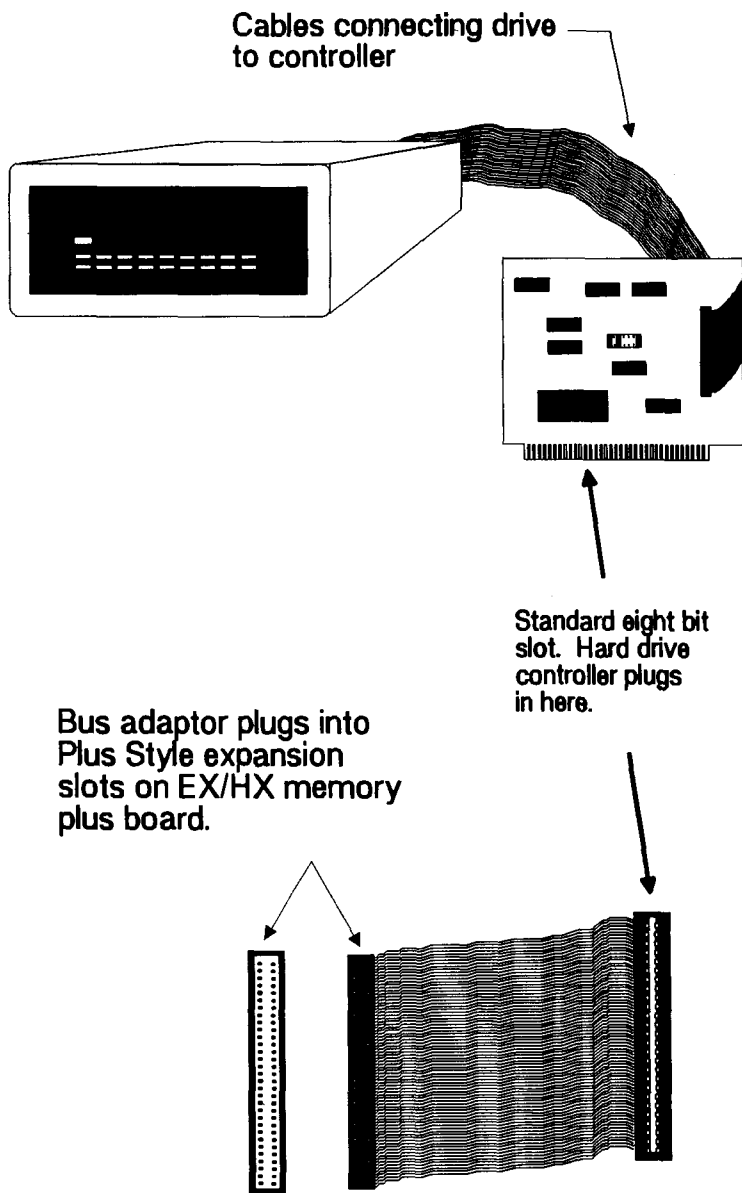 Cables connecting drive
to controller
Standard eight bit
slot. Hard drive
controller plugs
in here.
Bus adaptor plugs into
Plus Style expansion
slots on EX/HX memory
plus board.